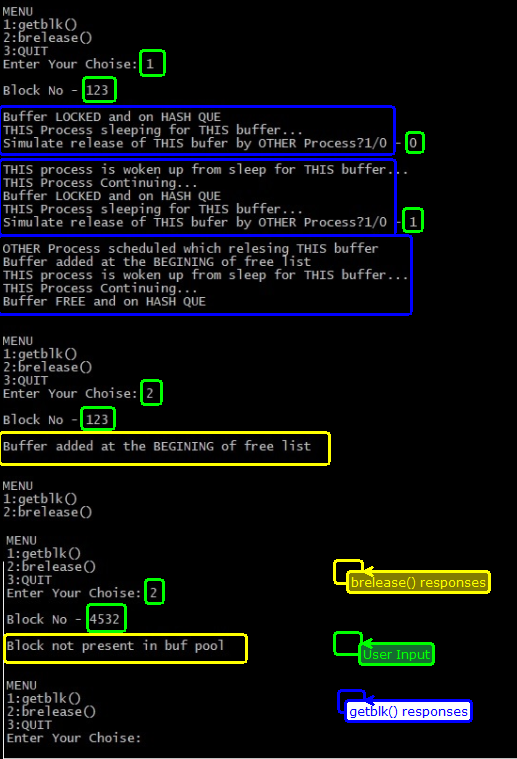 MENU
1:getblk()
2:brelease()
3:QUIT
Enter Your Choise: 1
Block No - 123
Buffer LOCKED and on HASH QUE
THIS Process sleeping for THIS buffer...
Simulate release of THIS bufer by OTHER Process?1/0 - 0
THIS process is woken up from sleep for THIS buffer...
THIS Process Continuing...
Buffer LOCKED and on HASH QUE
THIS Process sleeping for THIS buffer...
Simulate release of THIS bufer by OTHER Process?1/0 - 1
OTHER Process scheduled which relesing THIS buffer
Buffer added at the BEGINING of free list
THIS process is woken up from sleep for THIS buffer...
THIS Process Continuing...
Buffer FREE and on HASH QUE
MENU
1:getblk()
2:brelease()
3:QUIT
Enter Your Choise: 2
Block No - 123
Buffer added at the BEGINING of free list
MENU
1:getblk()
2:brelease()
MENU
1:getblk()
2:brelease()
3:QUIT
Enter Your Choise: 2
Block No - 4532
Block not present in buf pool
MENU
1:getblk()
2:brelease()
3:QUIT
Enter Your Choise:
brelease() responses
User Input
getblk() responses